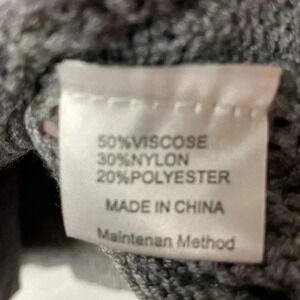 50%VISCOSE
30%NYLON
20%POLYESTER
MADE IN CHINA
Maintenan Method